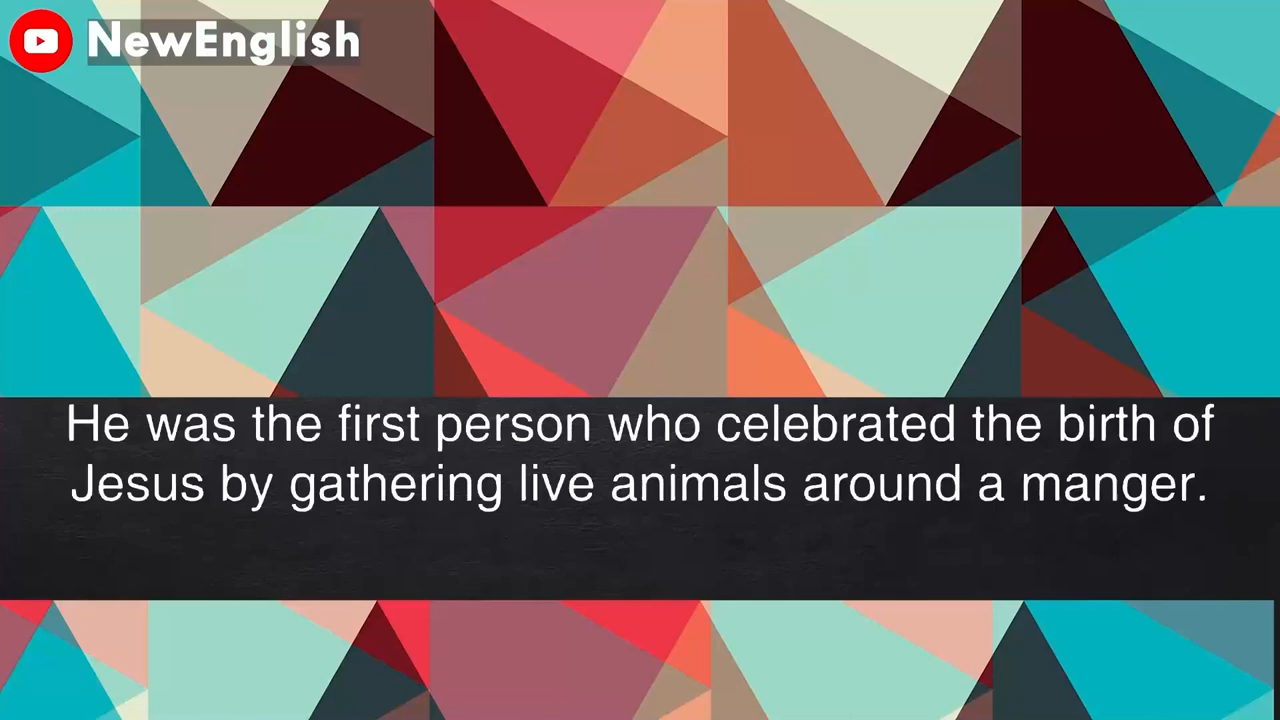 NewEnglish
He was the first person who celebrated the birth of
Jesus by gathering live animals around a manger.